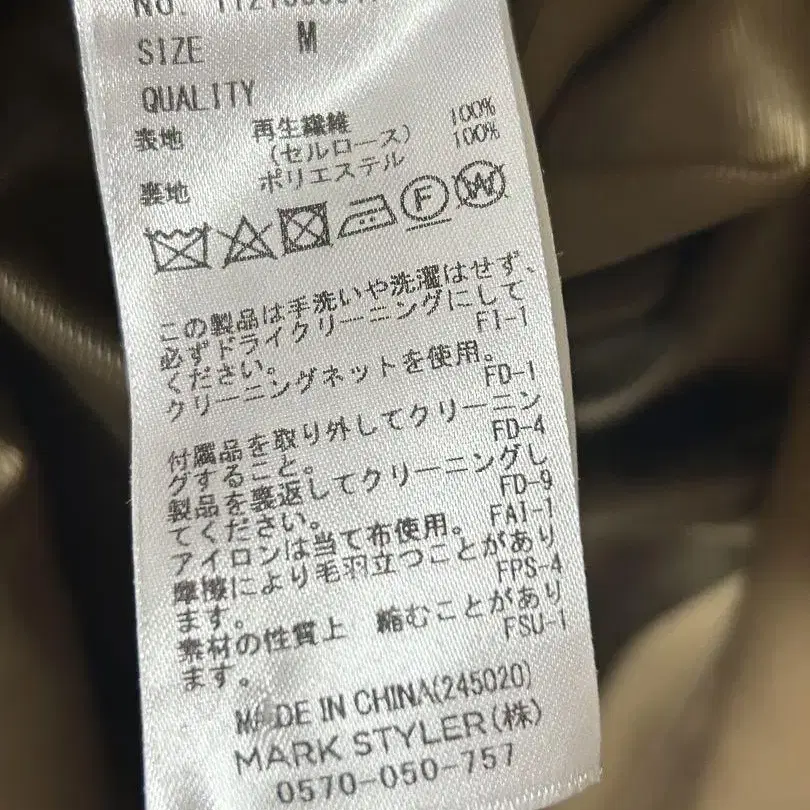 NO.
SIZE M
QUALITY
表地 再生繊維 100%
(セルロース)
裏地 ポリエステル 100%
F W
この製品は手洗いや洗濯はせず、
必ずドライクリーニングにして
ください。 FI-1
クリーニングネットを使用。
FD-1
付属品を取り外してクリーニン
グすること。 FD-4
製品を裏返してクリーニングし
てください。 FD-9
アイロンは当て布使用。 FAI-1
摩擦により毛羽立つことがあり
ます。 FPS-4
素材の性質上 縮むことがあり
ます。 FSU-1
MADE IN CHINA(245020)
MARK STYLER(株)
0570-050-757